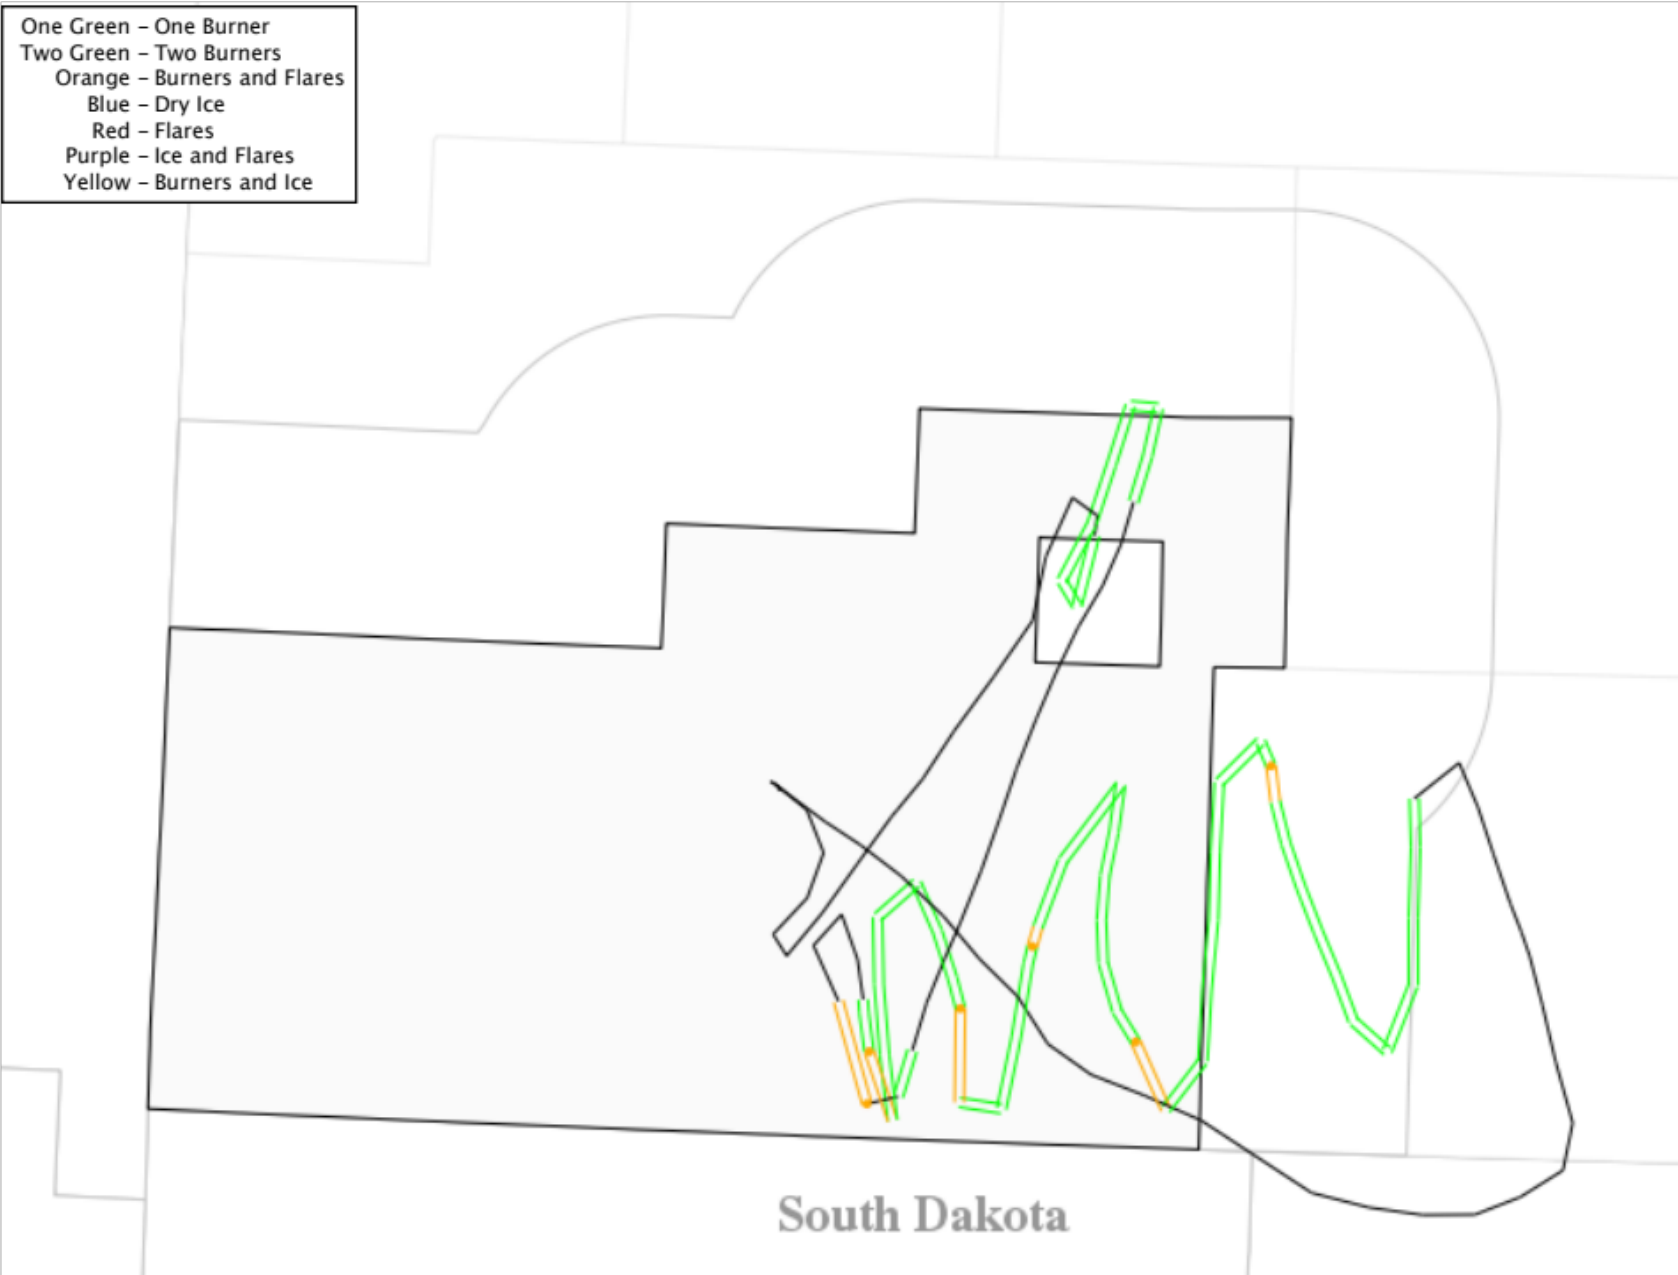 One Green – One Burner
Two Green – Two Burners
Orange – Burners and Flares
Blue – Dry Ice
Red – Flares
Purple – Ice and Flares
Yellow – Burners and Ice
South Dakota